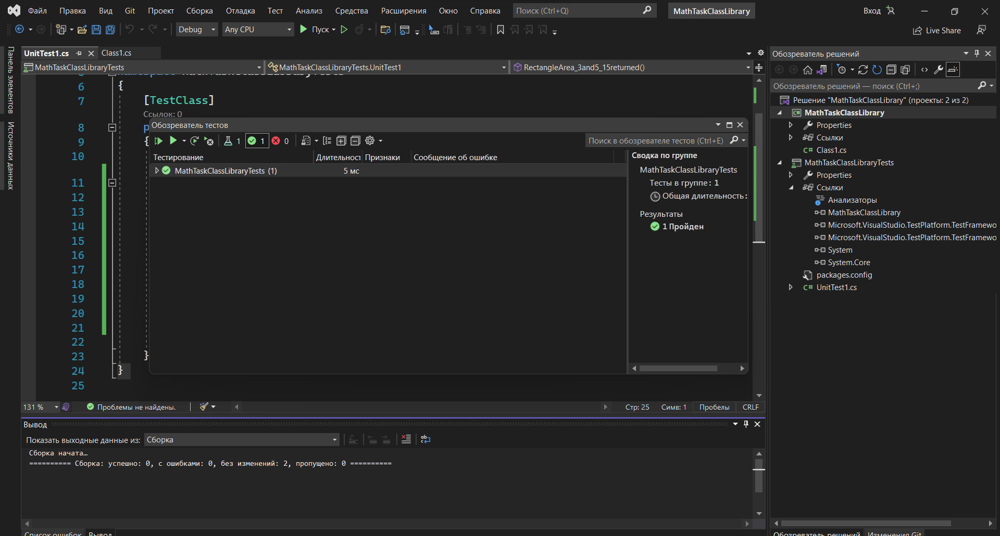 Файл Правка Вид Git Проект Сборка Отладка Тест Анализ Средства Расширения Окно Справка Поиск (Ctrl+Q) MathTaskClassLibrary Вход
Debug Any CPU Пуск Live Share
Панель элементов
Источники данных
UnitTest1.cs Class1.cs
MathTaskClassLibraryTests MathTaskClassLibraryTests.UnitTest1 RectangleArea_3and5_15returned()
6 {
7 [TestClass]
Ссылок: 0
8 p
9 {
10
11
12
13
14
15
16
17
18
19
20
21
22
23 }
24 }
25
Обозреватель тестов
1 1 0 Поиск в обозревателе тестов (Ctrl+E)
Тестирование Длительност Признаки Сообщение об ошибке
MathTaskClassLibraryTests (1) 5 мс
Сводка по группе
MathTaskClassLibraryTests
Тесты в группе: 1
Общая длительность:
Результаты
1 Пройден
131 % Проблемы не найдены. Стр: 25 Симв: 1 Пробелы CRLF
Вывод
Показать выходные данные из: Сборка
Сборка начата…
========== Сборка: успешно: 0, с ошибками: 0, без изменений: 2, пропущено: 0 ==========
Список ошибок Вывод
Обозреватель решений
Обозреватель решений — поиск (Ctrl+;)
Решение "MathTaskClassLibrary" (проекты: 2 из 2)
MathTaskClassLibrary
Properties
Ссылки
Class1.cs
MathTaskClassLibraryTests
Properties
Ссылки
Анализаторы
MathTaskClassLibrary
Microsoft.VisualStudio.TestPlatform.TestFramewo
Microsoft.VisualStudio.TestPlatform.TestFramewo
System
System.Core
packages.config
UnitTest1.cs
Обозреватель решений Изменения Git